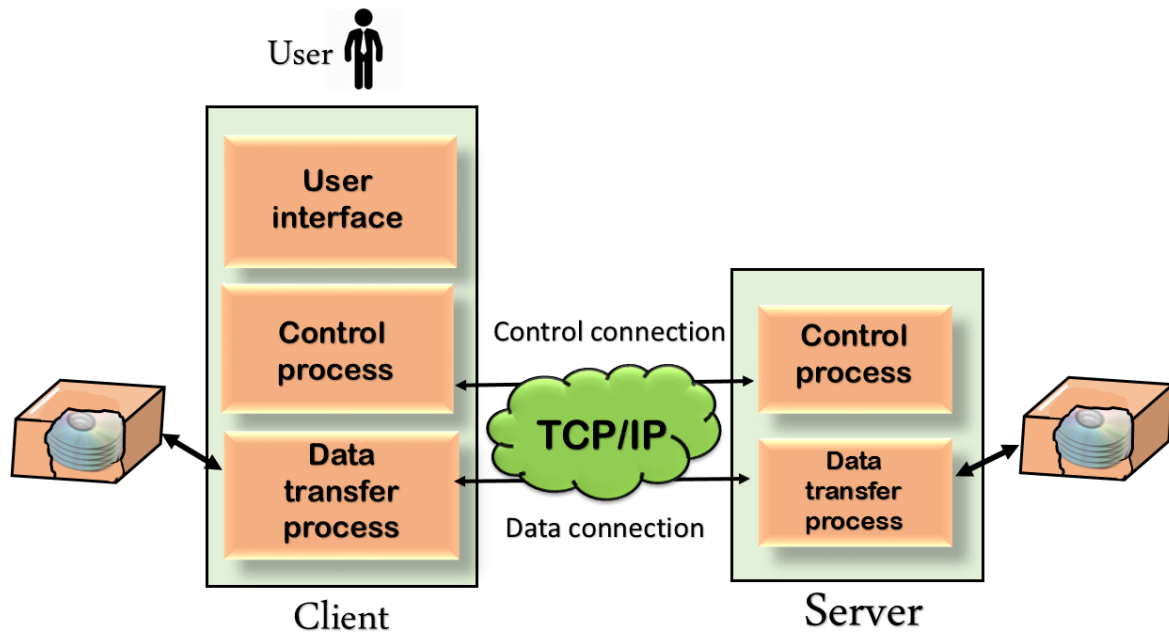 User
User
interface
Control
process
Data
transfer
process
Client
Control connection
TCP/IP
Data connection
Control
process
Data
transfer
process
Server